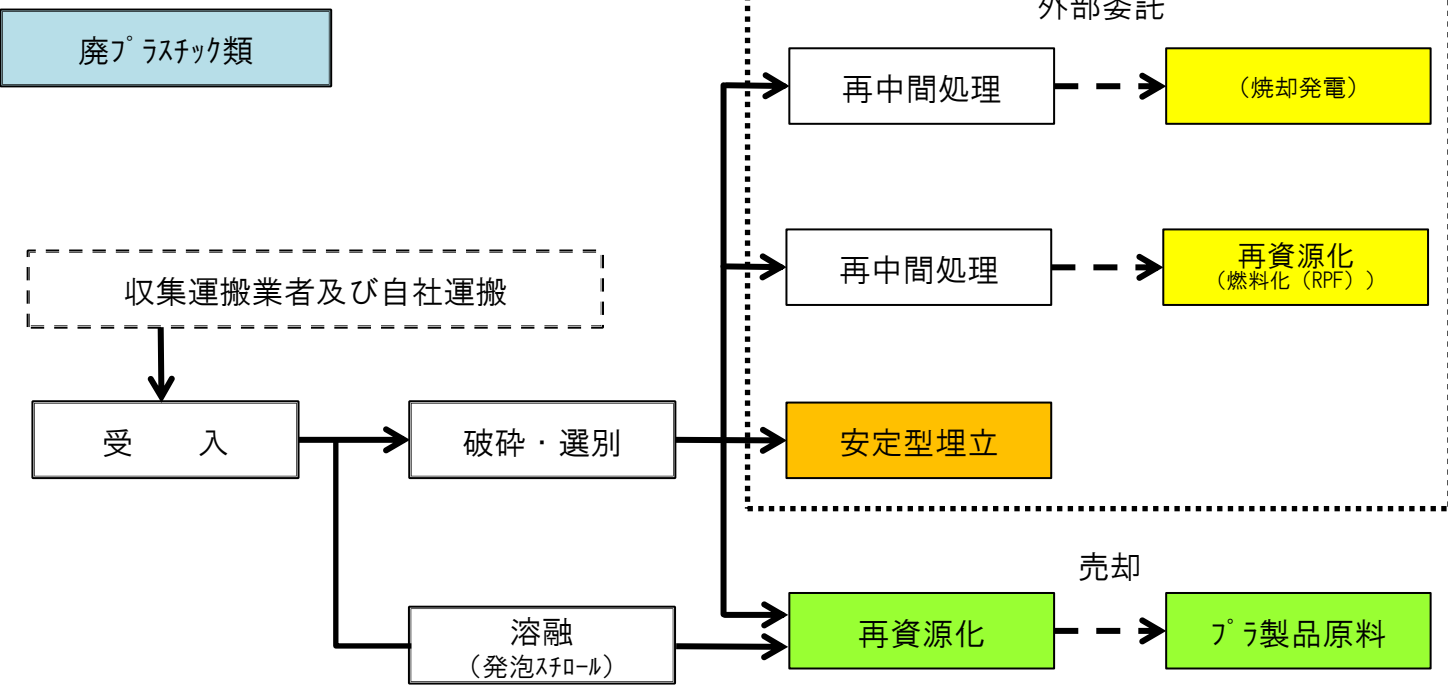 外部委託
廃ﾌﾟﾗｽﾁｯｸ類
再中間処理
（焼却発電）
再中間処理
再資源化
（燃料化（RPF））
収集運搬業者及び自社運搬
受　　入
破砕・選別
安定型埋立
売却
溶融
（発泡ｽﾁﾛｰﾙ）
再資源化
ﾌﾟﾗ製品原料